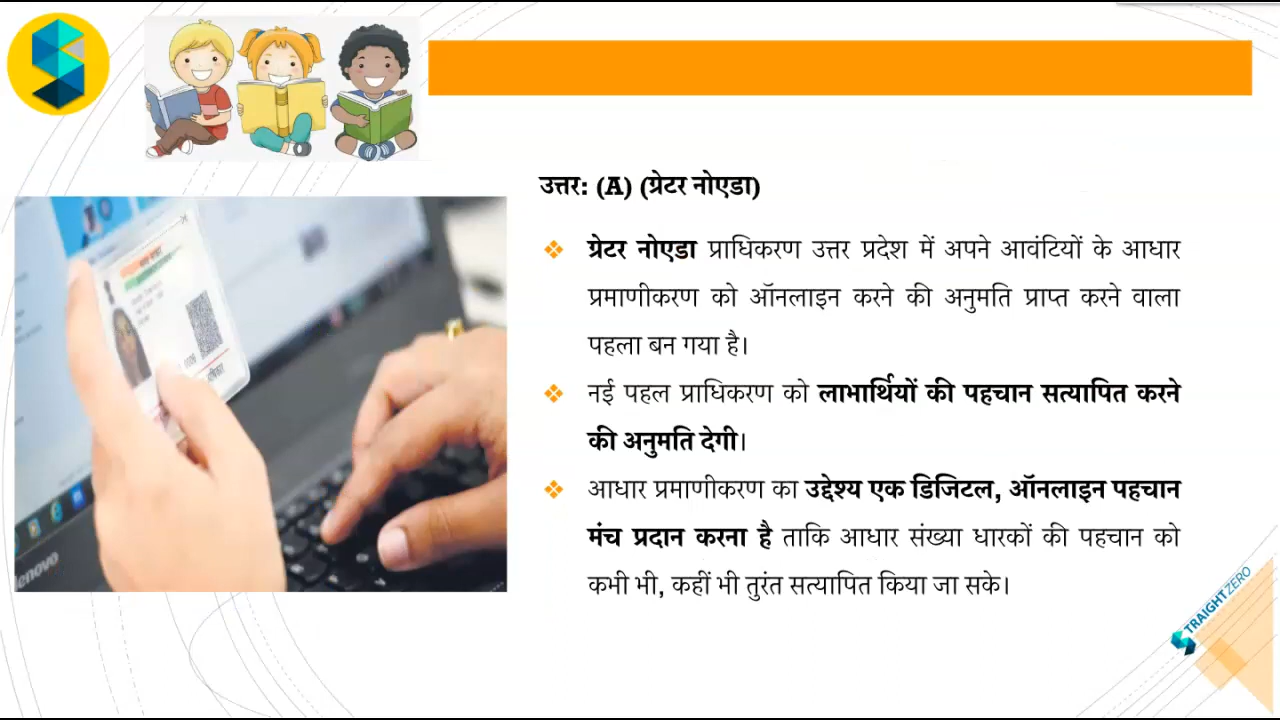 उत्तर: (A) (ग्रेटर नोएडा)
❖ ग्रेटर नोएडा प्राधिकरण उत्तर प्रदेश में अपने आवंटियों के आधार
प्रमाणीकरण को ऑनलाइन करने की अनुमति प्राप्त करने वाला
पहला बन गया है।
❖ नई पहल प्राधिकरण को लाभार्थियों की पहचान सत्यापित करने
की अनुमति देगी।
❖ आधार प्रमाणीकरण का उद्देश्य एक डिजिटल, ऑनलाइन पहचान
मंच प्रदान करना है ताकि आधार संख्या धारकों की पहचान को
कभी भी, कहीं भी तुरंत सत्यापित किया जा सके।
lenovo
STRAIGHTZERO